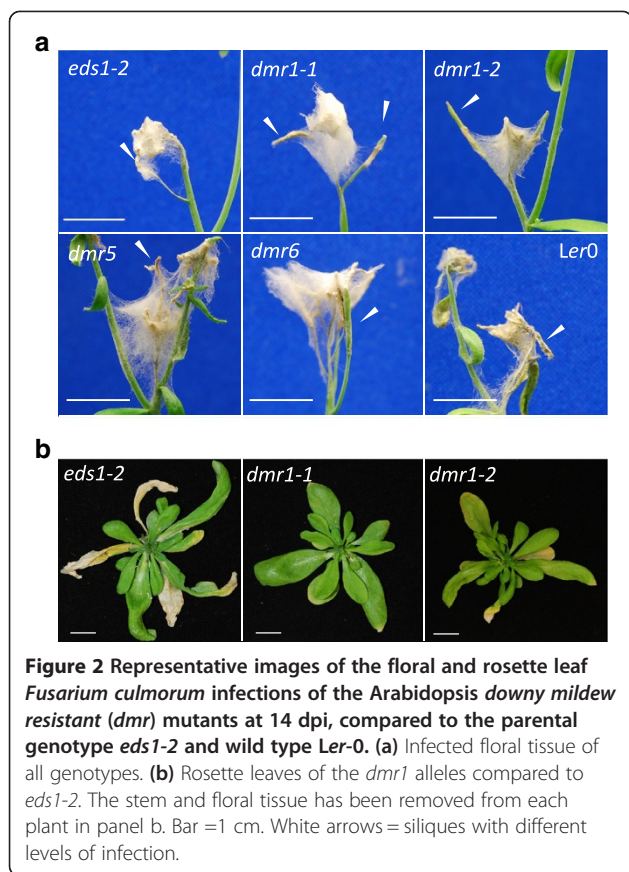 a
eds1-2 dmr1-1 dmr1-2
dmr5 dmr6 Ler0
b
eds1-2 dmr1-1 dmr1-2
Figure 2 Representative images of the floral and rosette leaf
Fusarium culmorum infections of the Arabidopsis downy mildew
resistant (dmr) mutants at 14 dpi, compared to the parental
genotype eds1-2 and wild type Ler-0. (a) Infected floral tissue of
all genotypes. (b) Rosette leaves of the dmr1 alleles compared to
eds1-2. The stem and floral tissue has been removed from each
plant in panel b. Bar =1 cm. White arrows = siliques with different
levels of infection.